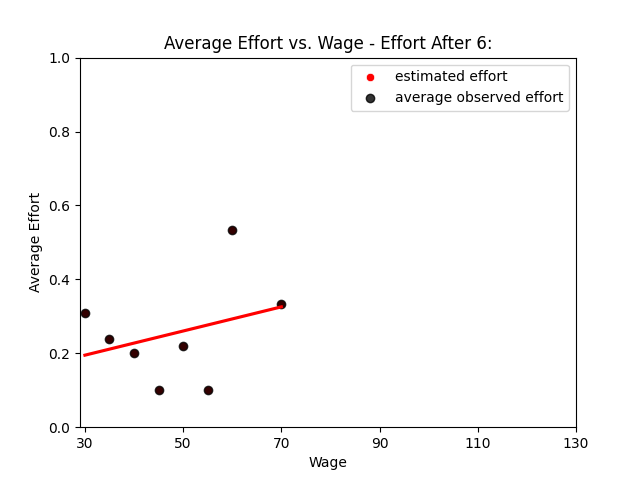 Average Effort vs. Wage - Effort After 6:
estimated effort
average observed effort
1.0
0.8
0.6
0.4
0.2
0.0
Average Effort
30
50
70
90
110
130
Wage